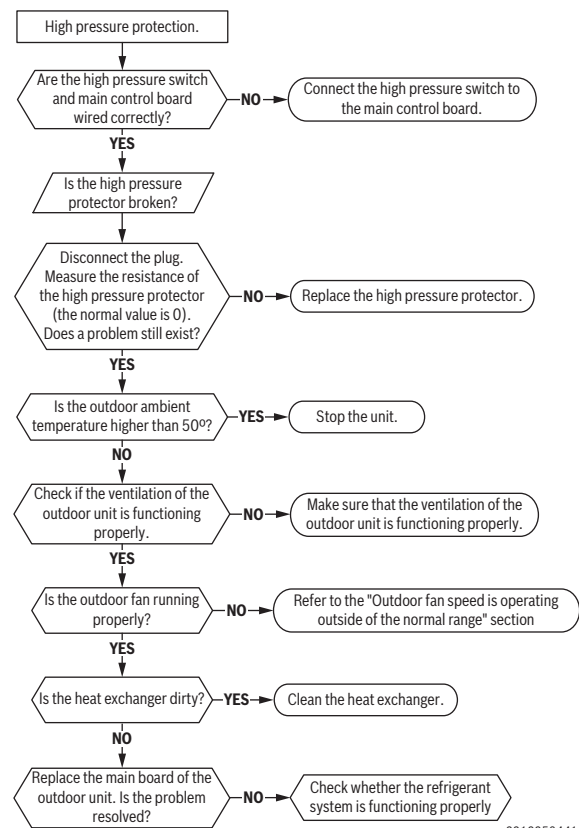 High pressure protection.
Are the high pressure switch
and main control board
wired correctly?
NO
Connect the high pressure switch to
the main control board.
YES
Is the high pressure
protector broken?
Disconnect the plug.
Measure the resistance of
the high pressure protector
(the normal value is 0).
Does a problem still exist?
NO
Replace the high pressure protector.
YES
Is the outdoor ambient
temperature higher than 50º?
YES
Stop the unit.
NO
Check if the ventilation of the
outdoor unit is functioning
properly.
NO
Make sure that the ventilation of the
outdoor unit is functioning properly.
YES
Is the outdoor fan running
properly?
NO
Refer to the "Outdoor fan speed is operating
outside of the normal range" section
YES
Is the heat exchanger dirty?
YES
Clean the heat exchanger.
NO
Replace the main board of the
outdoor unit. Is the problem
resolved?
NO
Check whether the refrigerant
system is functioning properly